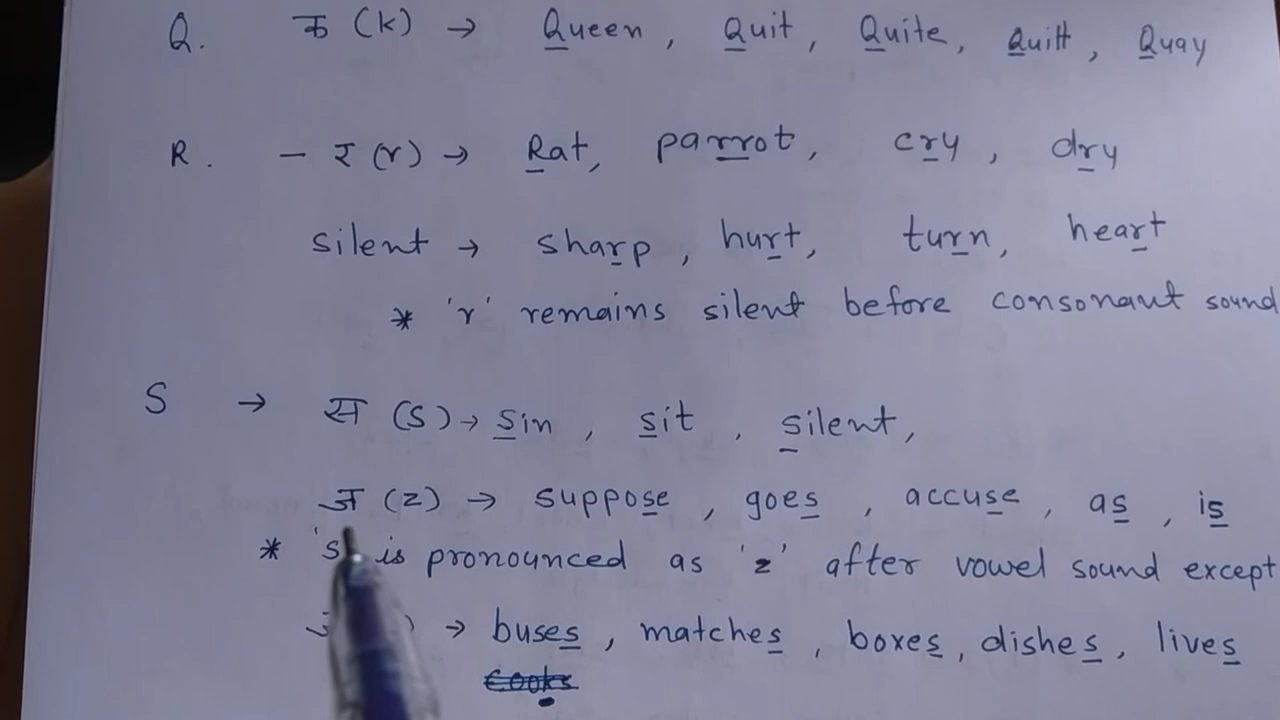 Q. क (k) → Queen, Quit, Quite, Quilt, Quay
R. - र (r) → Rat, parrot, cry, dry
silent → sharp, hurt, turn, heart
* 'r' remains silent before consonant sound
S → स (s) → sin, sit, silent,
ज (z) → suppose, goes, accuse, as, is
* 's' is pronounced as 'z' after vowel sound except
→ buses, matches, boxes, dishes, lives